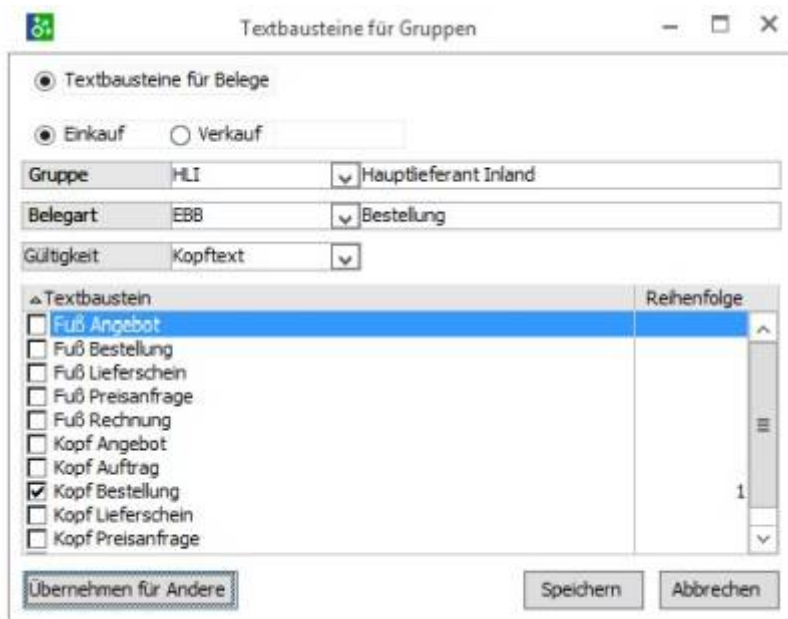 Textbausteine für Gruppen
Textbausteine für Belege
Einkauf Verkauf
Gruppe HLI Hauptlieferant Inland
Belegart EBB Bestellung
Gültigkeit Kopftext
Textbaustein Reihenfolge
Fuß Angebot
Fuß Bestellung
Fuß Lieferschein
Fuß Preisanfrage
Fuß Rechnung
Kopf Angebot
Kopf Auftrag
Kopf Bestellung 1
Kopf Lieferschein
Kopf Preisanfrage
Übernehmen für Andere Speichern Abbrechen